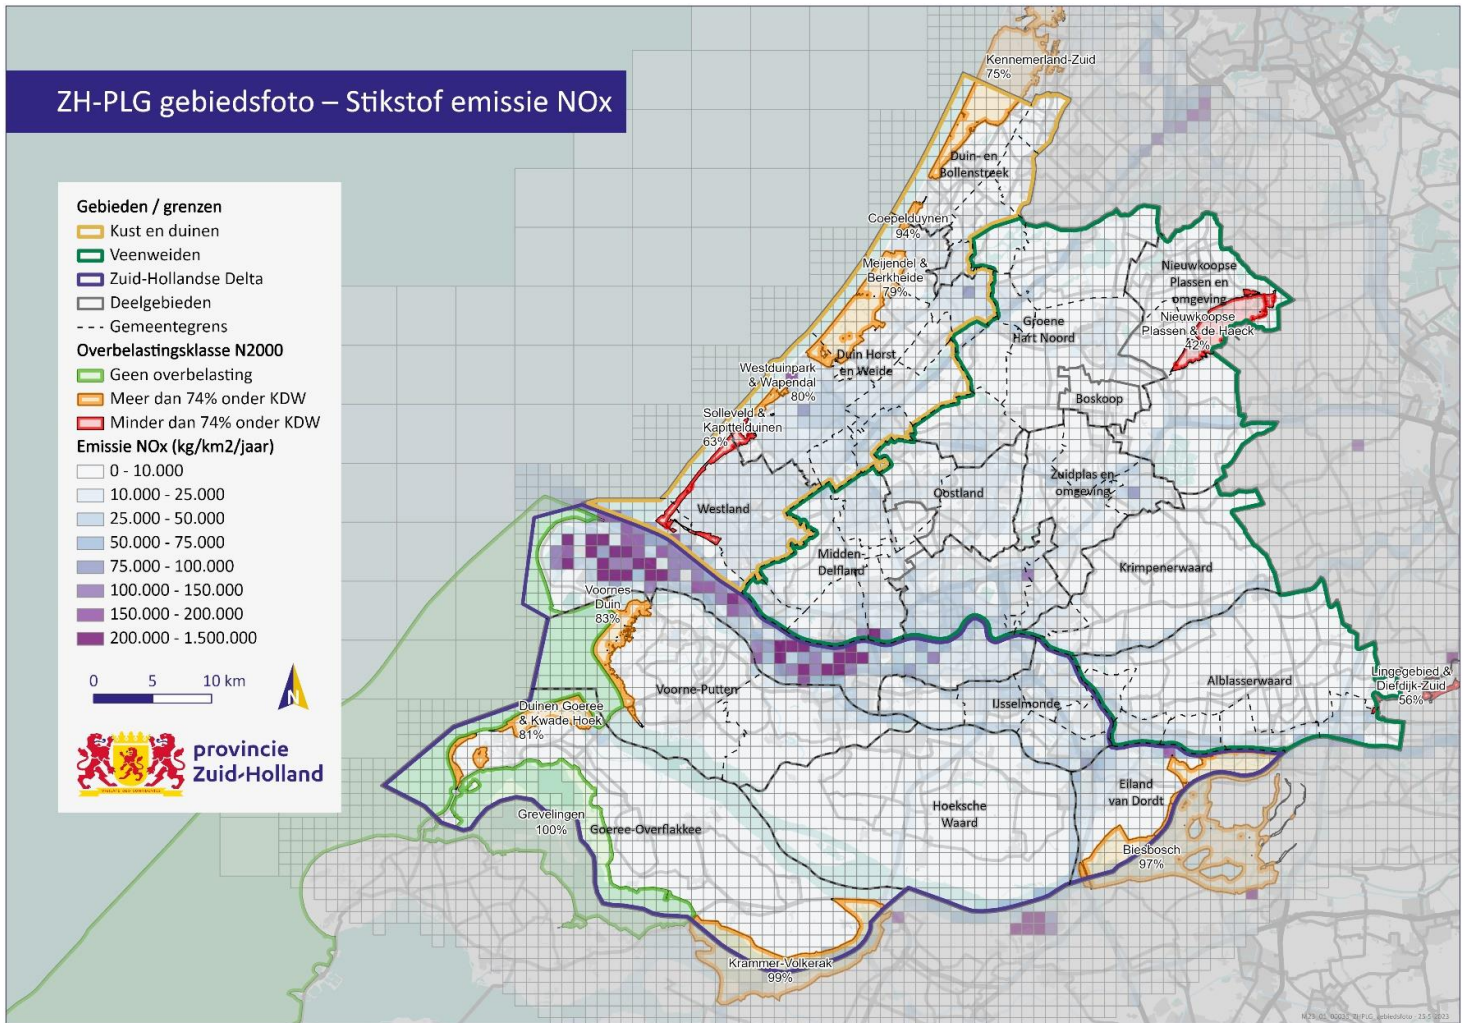 ZH-PLG gebiedsfoto – Stikstof emissie NOx
Gebieden / grenzen
Kust en duinen
Veenweiden
Zuid-Hollandse Delta
Deelgebieden
Gemeentegrens
Overbelastingsklasse N2000
Geen overbelasting
Meer dan 74% onder KDW
Minder dan 74% onder KDW
Emissie NOx (kg/km2/jaar)
0 - 10.000
10.000 - 25.000
25.000 - 50.000
50.000 - 75.000
75.000 - 100.000
100.000 - 150.000
150.000 - 200.000
200.000 - 1.500.000
0 5 10 km
N
provincie
Zuid-Holland
Kennemerland-Zuid
75%
Duin- en
Bollenstreek
Coepelduynen
94%
Meijendel &
Berkheide
79%
Nieuwkoopse
Plassen en
omgeving
Nieuwkoopse
Plassen & de Haeck
42%
Groene
Hart Noord
Duin Horst
en Weide
Westduinpark
& Wapendal
80%
Boskoop
Solleveld &
Kapittelduinen
63%
Zuidplas en
omgeving
Oostland
Westland
Midden-
Delfland
Krimpenerwaard
Voornes
Duin
83%
Voorne-Putten
Alblasserwaard
Lingegebied &
Diefdijk-Zuid
56%
IJsselmonde
Duinen Goeree
& Kwade Hoek
81%
Eiland
van Dordt
Hoeksche
Waard
Grevelingen
100%
Goeree-Overflakkee
Biesbosch
97%
Krammer-Volkerak
99%